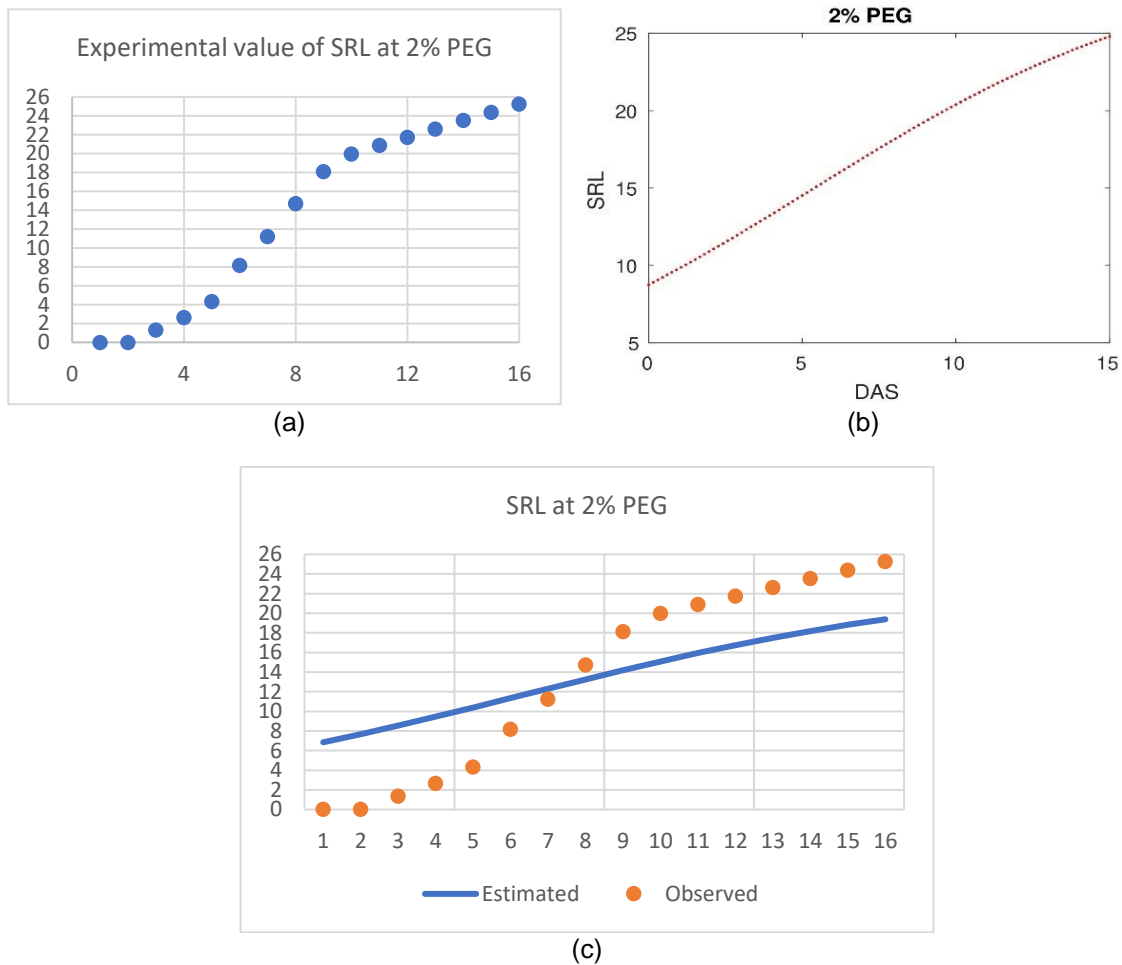 Experimental value of SRL at 2% PEG
26
24
22
20
18
16
14
12
10
8
6
4
2
0
0 4 8 12 16
(a)
2% PEG
25
20
15
10
5
SRL
0 5 10 15
DAS
(b)
SRL at 2% PEG
26
24
22
20
18
16
14
12
10
8
6
4
2
0
1 2 3 4 5 6 7 8 9 10 11 12 13 14 15 16
Estimated Observed
(c)